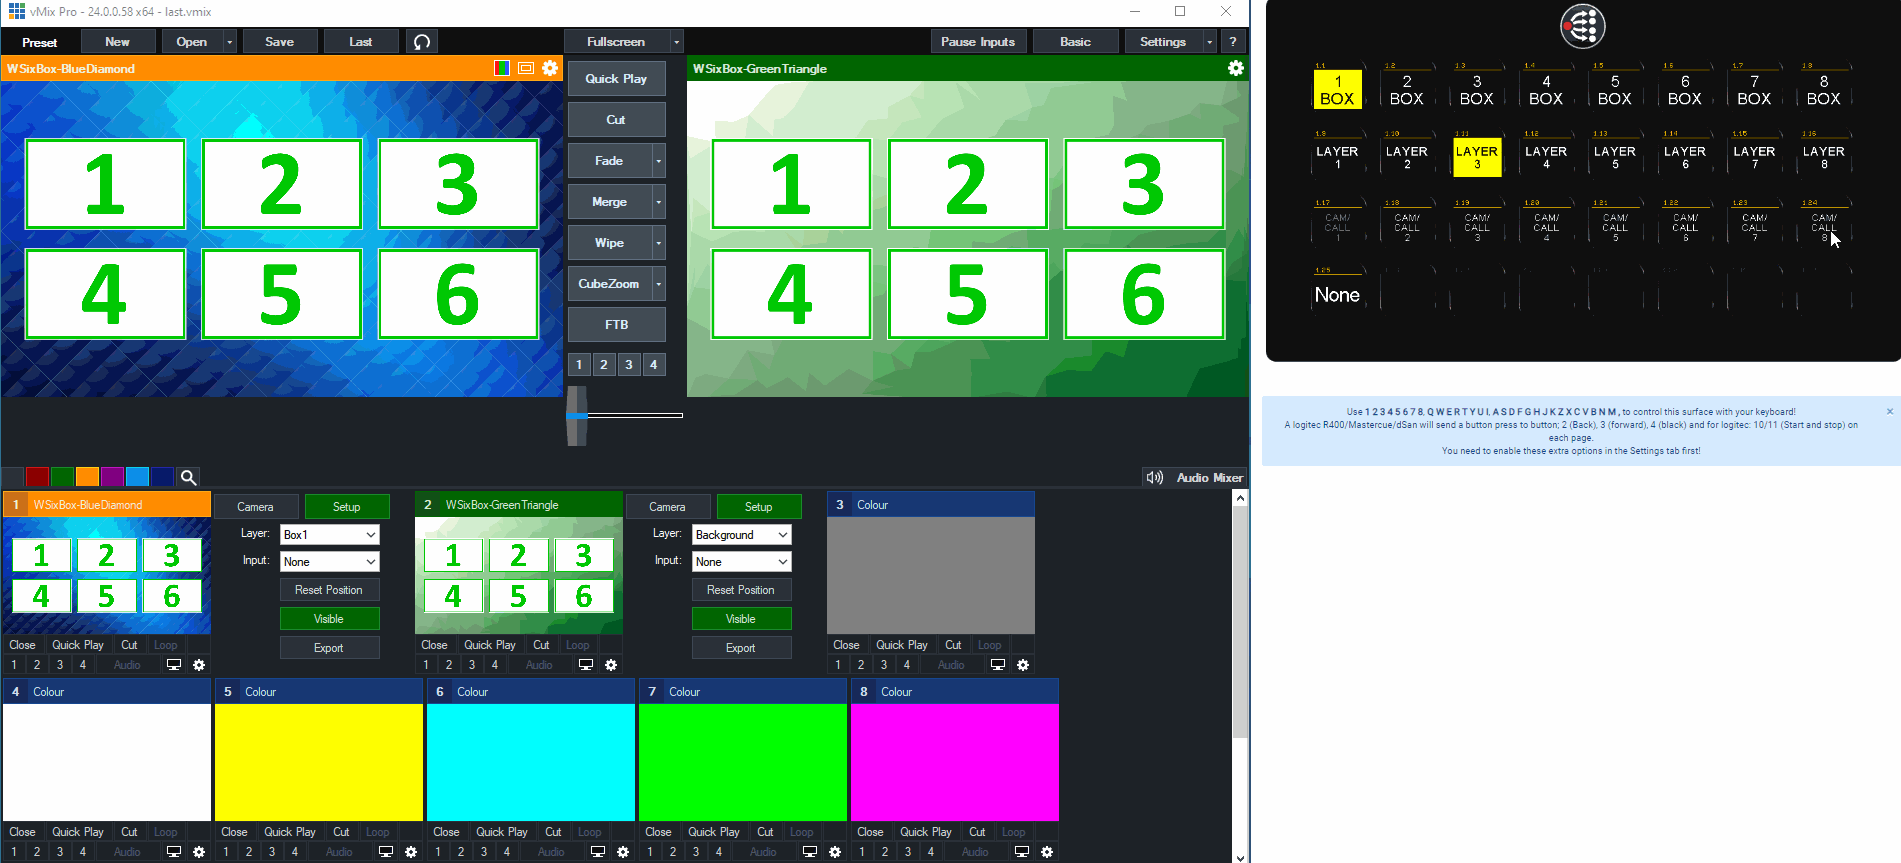 vMix Pro - 24.0.0.58 x64 - last.vmix
Preset New Open Save Last Fullscreen Pause Inputs Basic Settings ?
WSixBox-BlueDiamond
1 2 3
4 5 6
Quick Play
Cut
Fade
Merge
Wipe
CubeZoom
FTB
1 2 3 4
WSixBox-GreenTriangle
1 2 3
4 5 6
Audio Mixer
1 WSixBox-BlueDiamond
1 2 3
4 5 6
Close Quick Play Cut Loop
1 2 3 4 Audio
Camera Setup
Layer: Box1
Input: None
Reset Position
Visible
Export
2 WSixBox-GreenTriangle
1 2 3
4 5 6
Close Quick Play Cut Loop
1 2 3 4 Audio
Camera Setup
Layer: Background
Input: None
Reset Position
Visible
Export
3 Colour
Close Quick Play Cut Loop
1 2 3 4 Audio
4 Colour
Close Quick Play Cut Loop
1 2 3 4 Audio
5 Colour
Close Quick Play Cut Loop
1 2 3 4 Audio
6 Colour
Close Quick Play Cut Loop
1 2 3 4 Audio
7 Colour
Close Quick Play Cut Loop
1 2 3 4 Audio
8 Colour
Close Quick Play Cut Loop
1 2 3 4 Audio
1.1 1.2 1.3 1.4 1.5 1.6 1.7 1.8
1 2 3 4 5 6 7 8
BOX BOX BOX BOX BOX BOX BOX BOX
1.9 1.10 1.11 1.12 1.13 1.14 1.15 1.16
LAYER LAYER LAYER LAYER LAYER LAYER LAYER LAYER
1 2 3 4 5 6 7 8
1.17 1.18 1.19 1.20 1.21 1.22 1.23 1.24
CAM/ CAM/ CAM/ CAM/ CAM/ CAM/ CAM/ CAM/
CALL CALL CALL CALL CALL CALL CALL CALL
1 2 3 4 5 6 7 8
1.25
None
Use 1 2 3 4 5 6 7 8, Q W E R T Y U I, A S D F G H J K Z X C V B N M , to control this surface with your keyboard!
A logitec R400/Mastercue/dSan will send a button press to button; 2 (Back), 3 (forward), 4 (black) and for logitec: 10/11 (Start and stop) on
each page.
You need to enable these extra options in the Settings tab first!
×